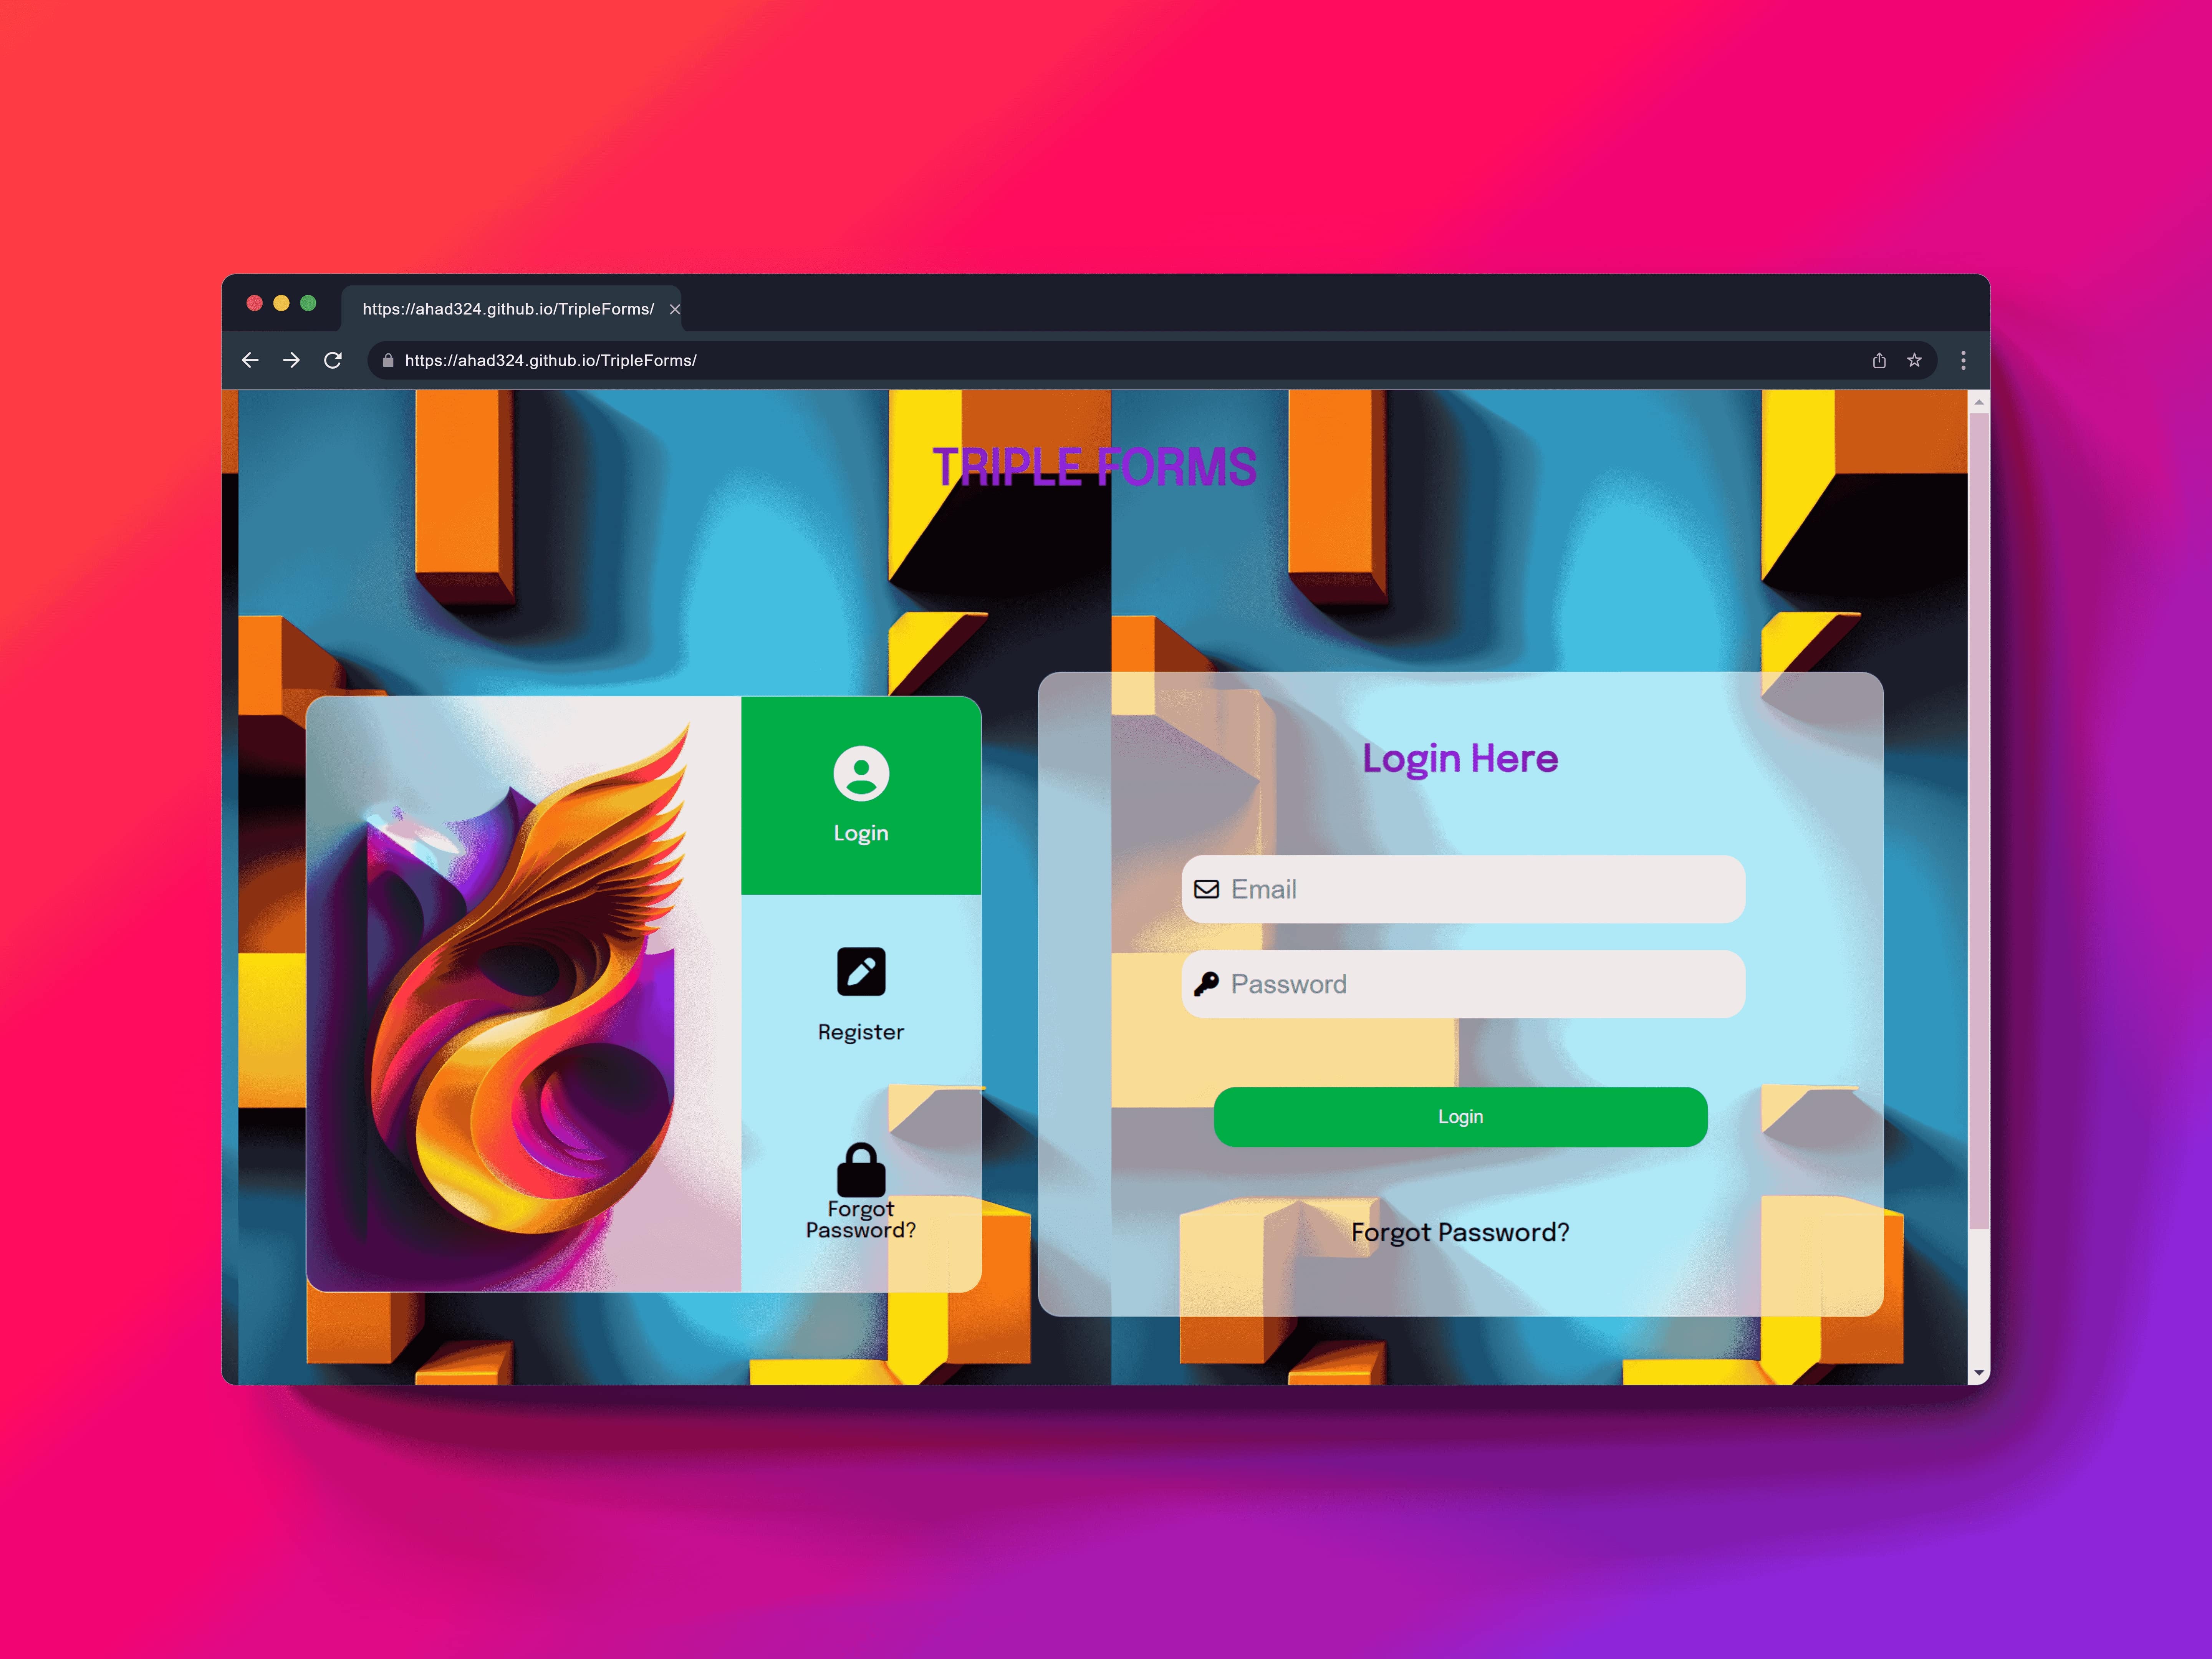 https://ahad324.github.io/TripleForms/
https://ahad324.github.io/TripleForms/
TRIPLE FORMS
Login
Register
Forgot
Password?
Login Here
Email
Password
Login
Forgot Password?